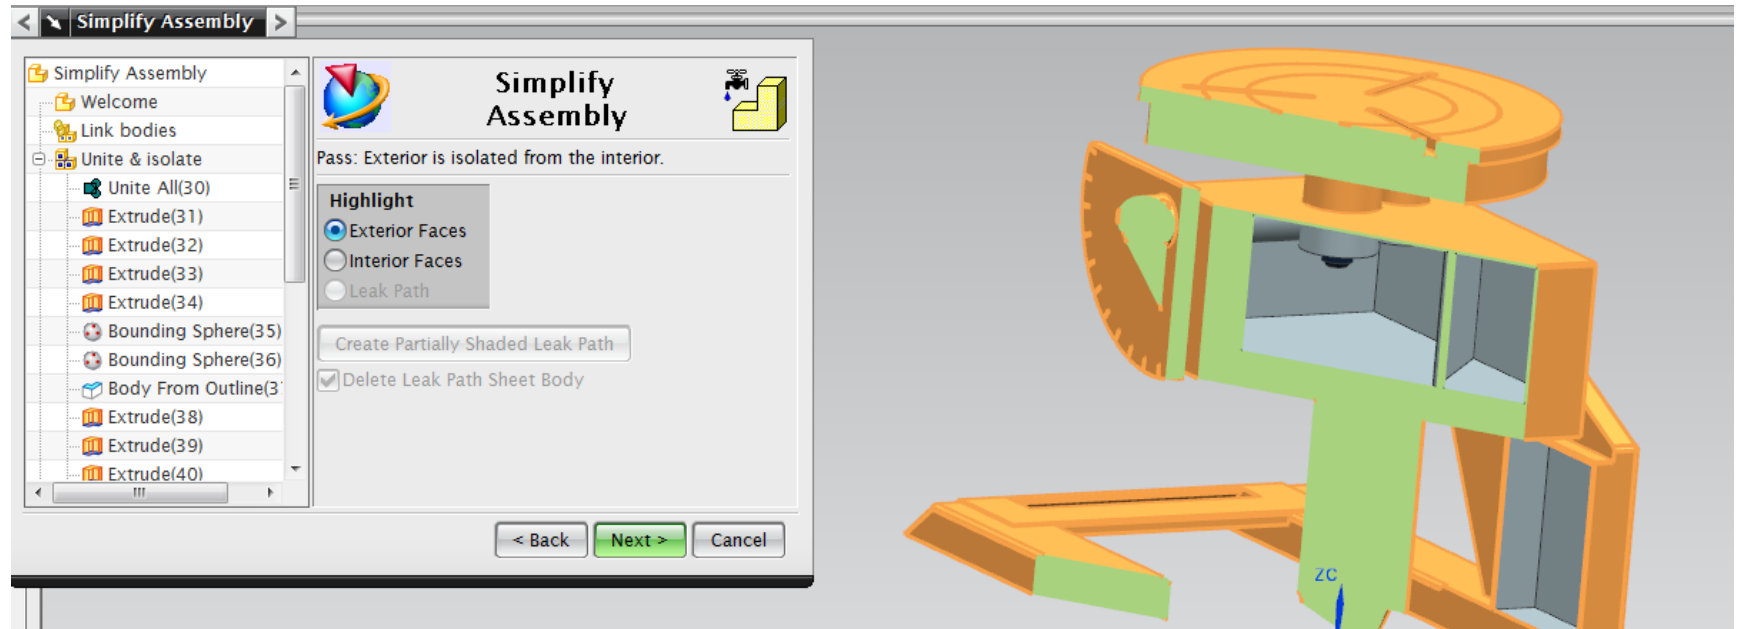 < Simplify Assembly >
Simplify Assembly
Welcome
Link bodies
Unite & isolate
Unite All(30)
Extrude(31)
Extrude(32)
Extrude(33)
Extrude(34)
Bounding Sphere(35)
Bounding Sphere(36)
Body From Outline(3
Extrude(38)
Extrude(39)
Extrude(40)
Simplify
Assembly
Pass: Exterior is isolated from the interior.
Highlight
Exterior Faces
Interior Faces
Leak Path
Create Partially Shaded Leak Path
Delete Leak Path Sheet Body
< Back Next > Cancel
ZC